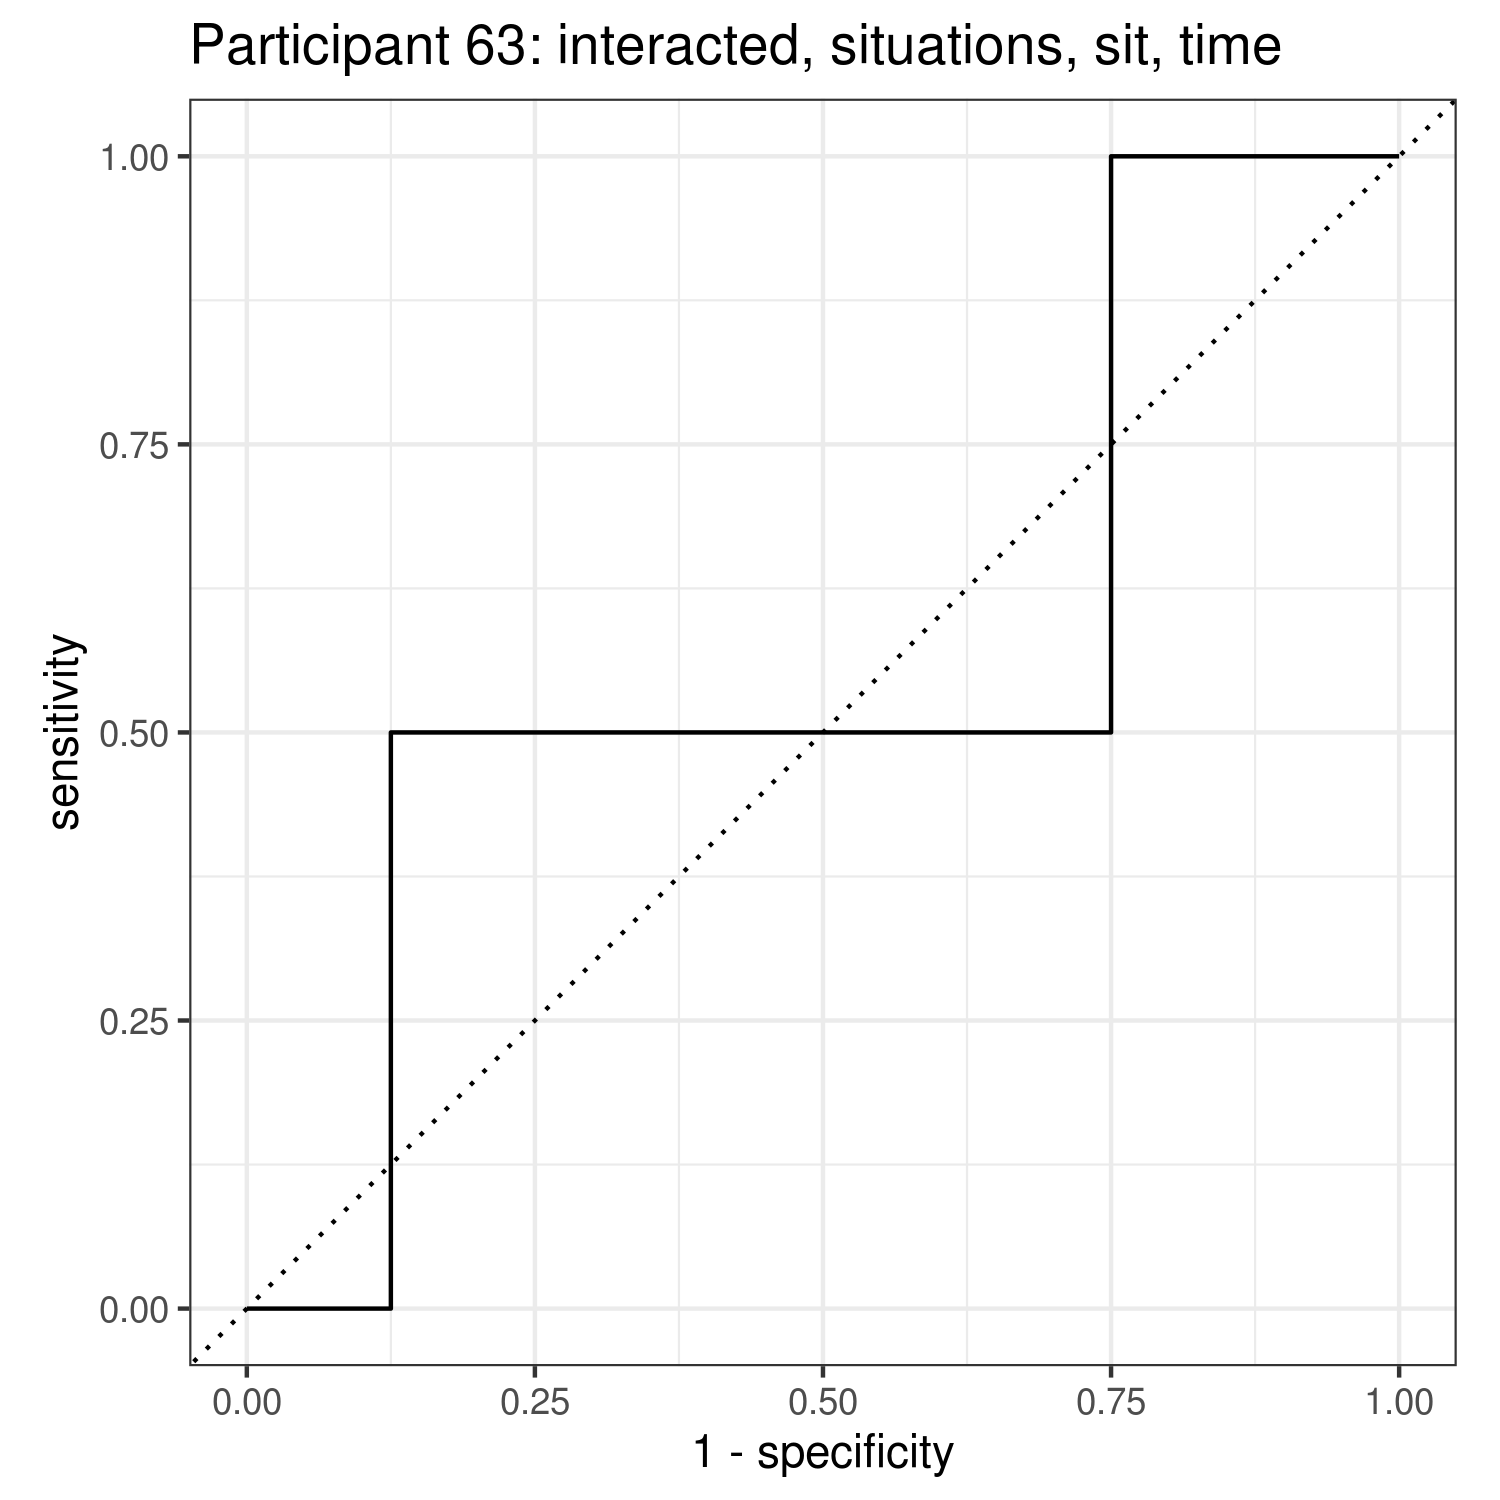 Participant 63: interacted, situations, sit, time
1.00
0.75
0.50
0.25
0.00
sensitivity
0.00 0.25 0.50 0.75 1.00
1 - specificity